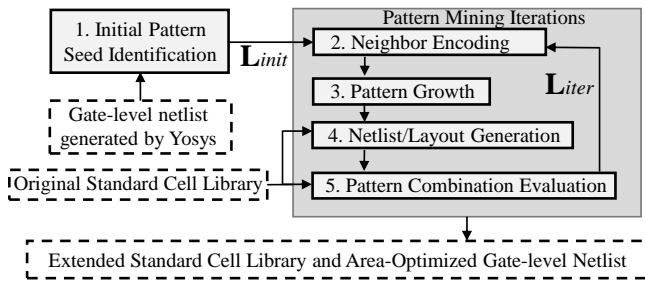 Pattern Mining Iterations
1. Initial Pattern
Seed Identification
Linit
2. Neighbor Encoding
Liter
3. Pattern Growth
Gate-level netlist
generated by Yosys
4. Netlist/Layout Generation
Original Standard Cell Library
5. Pattern Combination Evaluation
Extended Standard Cell Library and Area-Optimized Gate-level Netlist